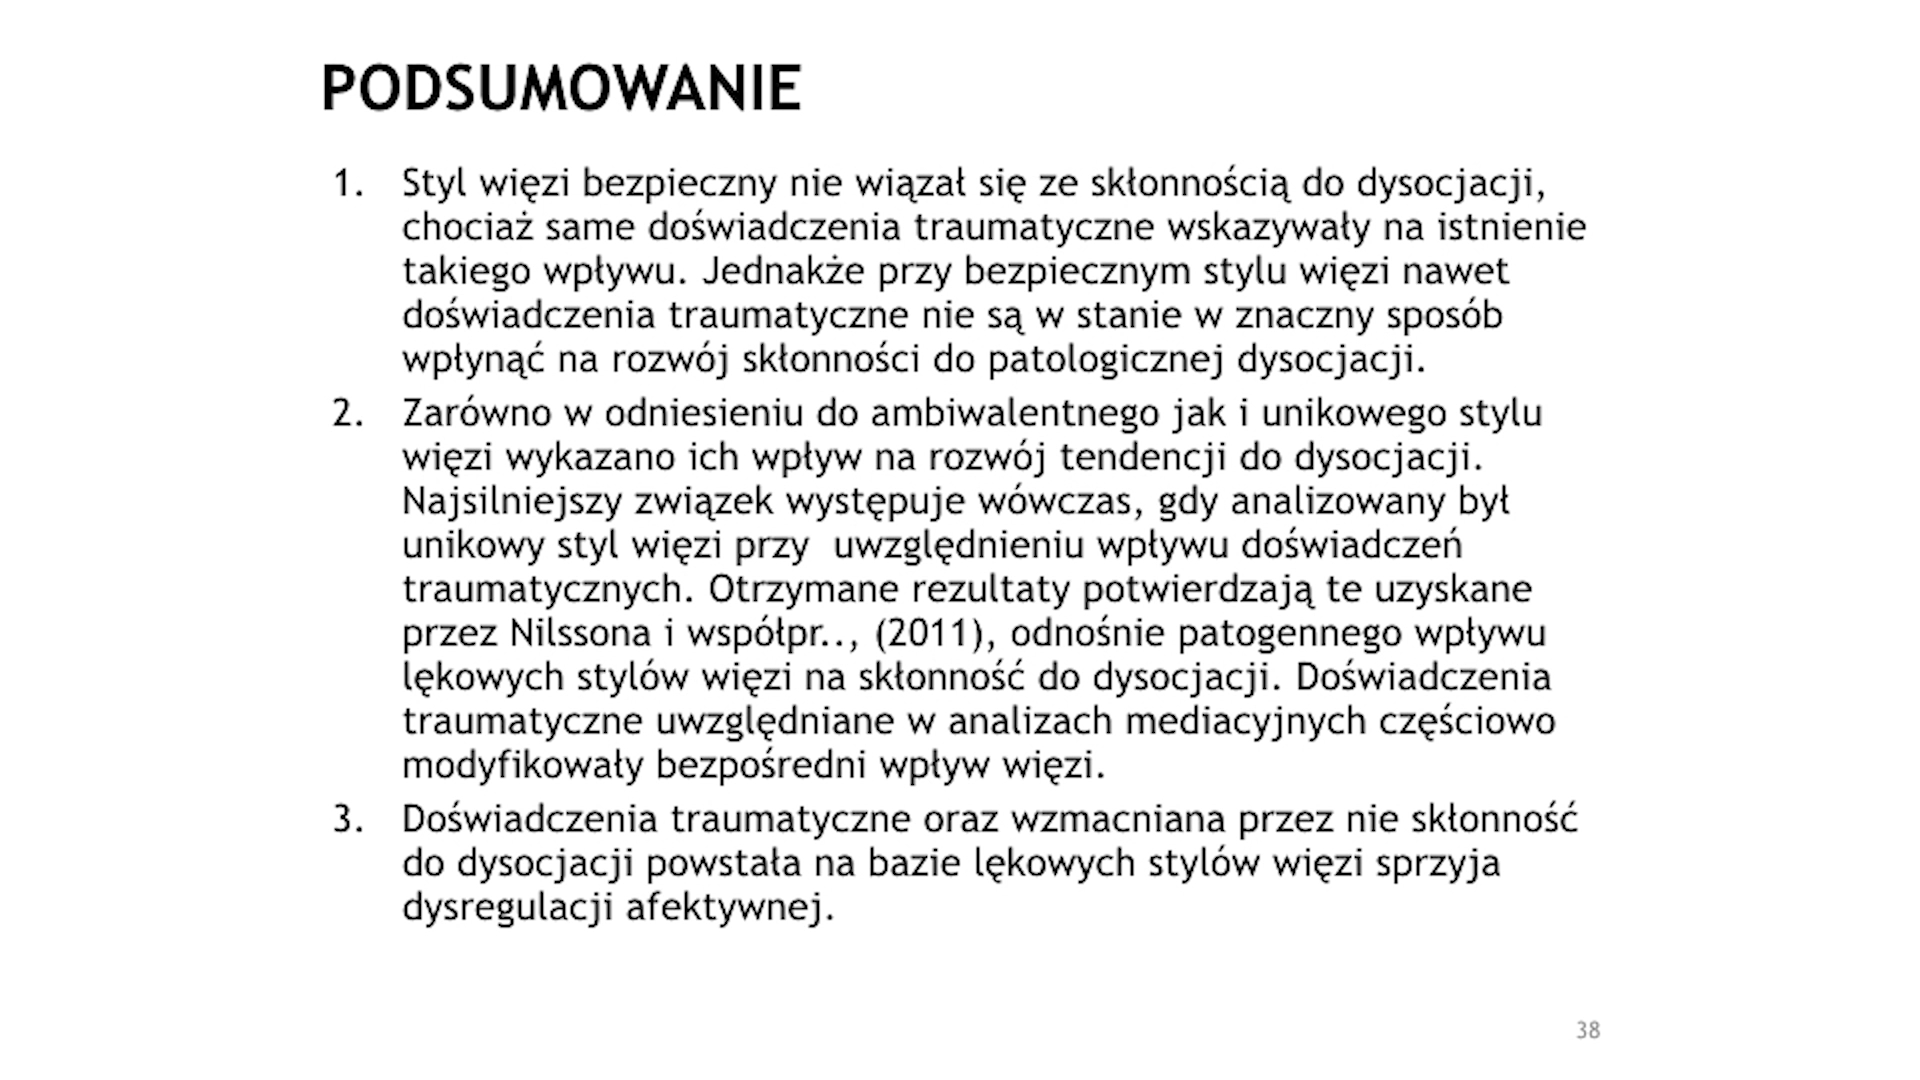 PODSUMOWANIE
1. Styl więzi bezpieczny nie wiązał się ze skłonnością do dysocjacji,
chociaż same doświadczenia traumatyczne wskazywały na istnienie
takiego wpływu. Jednakże przy bezpiecznym stylu więzi nawet
doświadczenia traumatyczne nie są w stanie w znaczny sposób
wpłynąć na rozwój skłonności do patologicznej dysocjacji.
2. Zarówno w odniesieniu do ambiwalentnego jak i unikowego stylu
więzi wykazano ich wpływ na rozwój tendencji do dysocjacji.
Najsilniejszy związek występuje wówczas, gdy analizowany był
unikowy styl więzi przy  uwzględnieniu wpływu doświadczeń
traumatycznych. Otrzymane rezultaty potwierdzają te uzyskane
przez Nilssona i współpr.., (2011), odnośnie patogennego wpływu
lękowych stylów więzi na skłonność do dysocjacji. Doświadczenia
traumatyczne uwzględniane w analizach mediacyjnych częściowo
modyfikowały bezpośredni wpływ więzi.
3. Doświadczenia traumatyczne oraz wzmacniana przez nie skłonność
do dysocjacji powstała na bazie lękowych stylów więzi sprzyja
dysregulacji afektywnej.
38